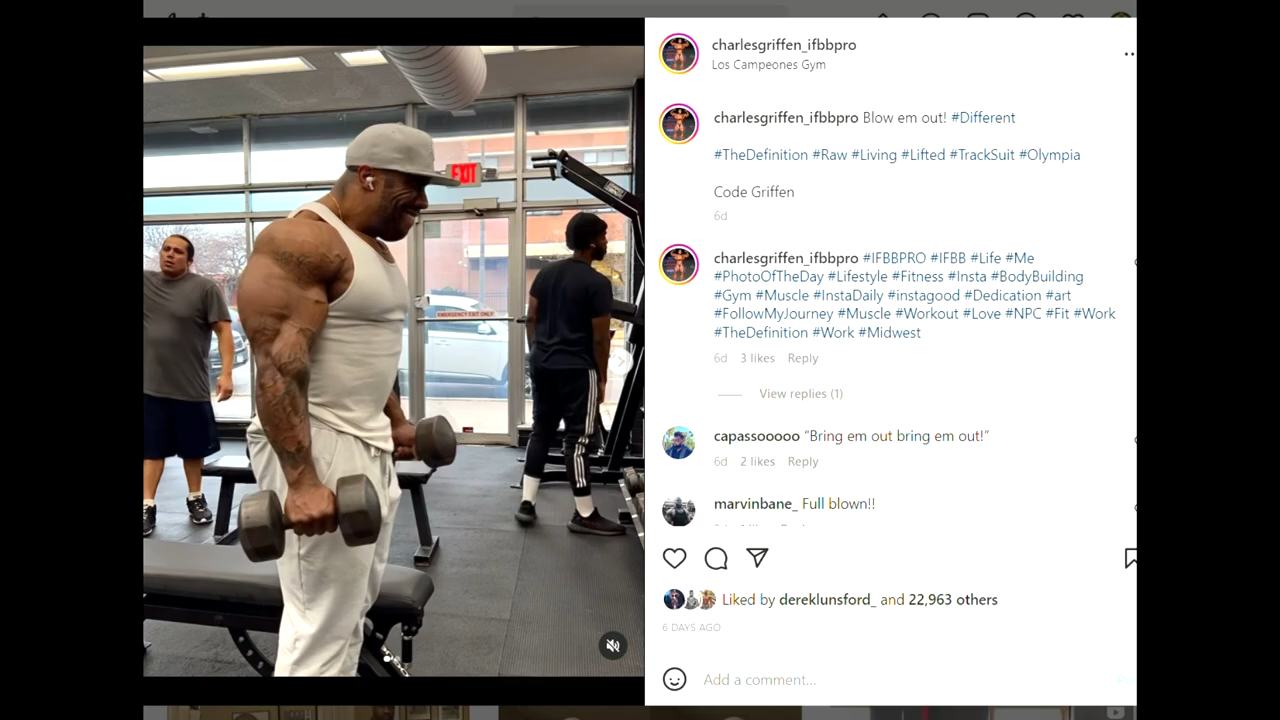 charlesgriffen_ifbbpro
Los Campeones Gym
charlesgriffen_ifbbpro Blow em out! #Different
#TheDefinition #Raw #Living #Lifted #TrackSuit #Olympia
Code Griffen
6d
charlesgriffen_ifbbpro #IFBBPRO #IFBB #Life #Me
#PhotoOfTheDay #Lifestyle #Fitness #Insta #BodyBuilding
#Gym #Muscle #InstaDaily #instagood #Dedication #art
#FollowMyJourney #Muscle #Workout #Love #NPC #Fit #Work
#TheDefinition #Work #Midwest
6d 3 likes Reply
View replies (1)
capassooooo “Bring em out bring em out!”
6d 2 likes Reply
marvinbane_ Full blown!!
Liked by dereklunsford_ and 22,963 others
6 DAYS AGO
Add a comment...
EXIT
EMERGENCY EXIT ONLY